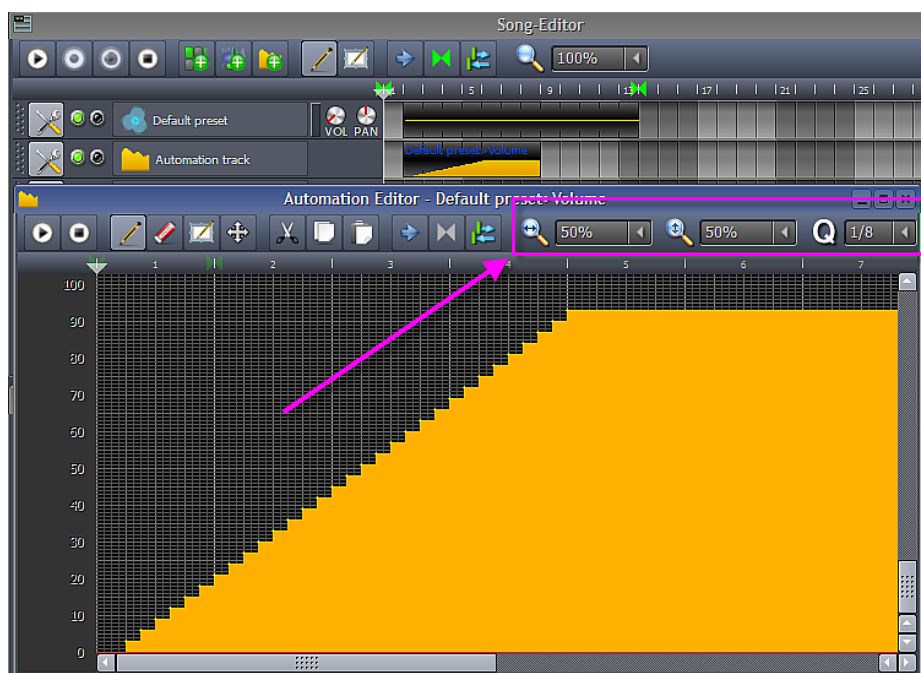 Song-Editor
100%
1 |5| |9| |13| |17| |21| |25|
Default preset
VOL PAN
Automation track
Default preset>Volume
Automation Editor - Default preset>Volume
50% 50% Q 1/8
1 2 3 4 5 6 7
100
90
80
70
60
50
40
30
20
10
0